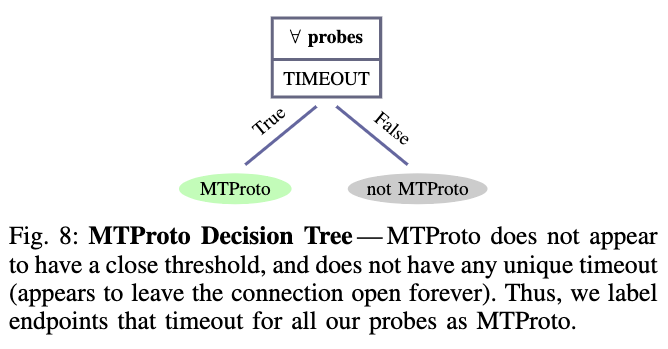 ∀ probes
TIMEOUT
True
False
MTProto
not MTProto
Fig. 8: MTProto Decision Tree — MTProto does not appear
to have a close threshold, and does not have any unique timeout
(appears to leave the connection open forever). Thus, we label
endpoints that timeout for all our probes as MTProto.